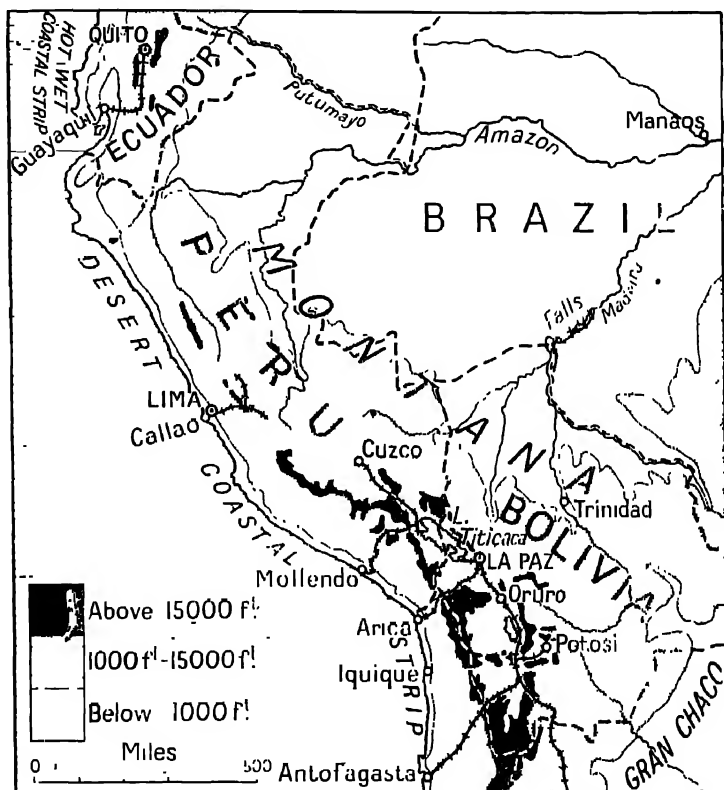 HOT WET
COASTAL STRIP
QUITO
ECUADOR
Guayaquil
Putumayo
Amazon
Manaos
BRAZIL
DESERT COASTAL STRIP
PERU
MONTANA
Falls
Madeira
LIMA
Callao
Cuzco
L.
Titicaca
LA PAZ
BOLIVIA
Trinidad
Mollendo
Oruro
Arica
Potosi
Iquique
Antofagasta
GRAN CHACO
Above 15000 ft.
1000 ft-15000 ft.
Below 1000 ft.
Miles
0 500